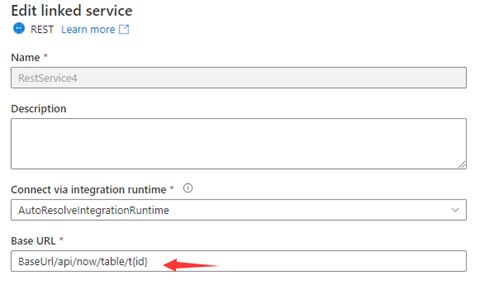 Edit linked service
REST Learn more
Name *
RestService4
Description
Connect via integration runtime *
AutoResolveIntegrationRuntime
Base URL *
BaseUrl/api/now/table/t{id}